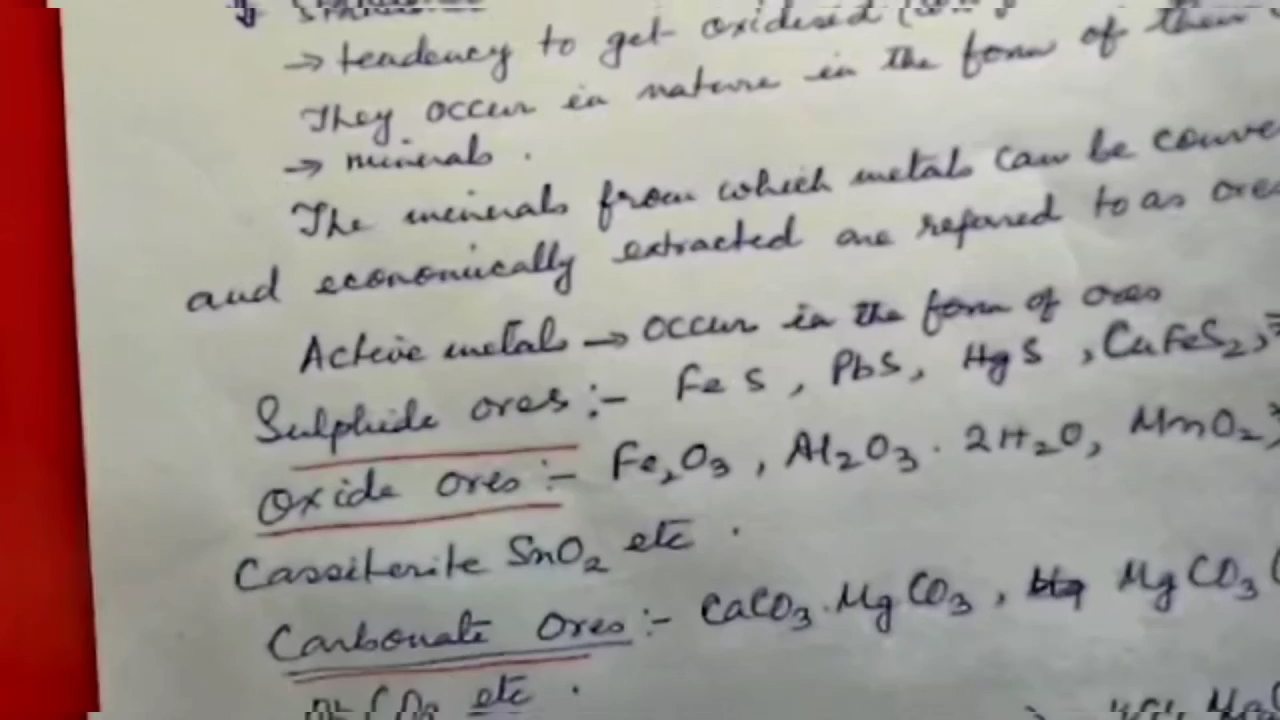 → tendency to get oxidised
They occur in nature in the form of their
→ minerals .
The minerals from which metals can be
and economically extracted are referred to as
Active metals → occur in the form of ores
Sulphide ores :- FeS , PbS, HgS , CuFeS₂,
Oxide ores :- Fe₂O₃ , Al₂O₃ . 2H₂O, MnO₂,
Cassiterite SnO₂ etc .
Carbonate Ores :- CaCO₃.MgCO₃ , MgCO₃
etc .